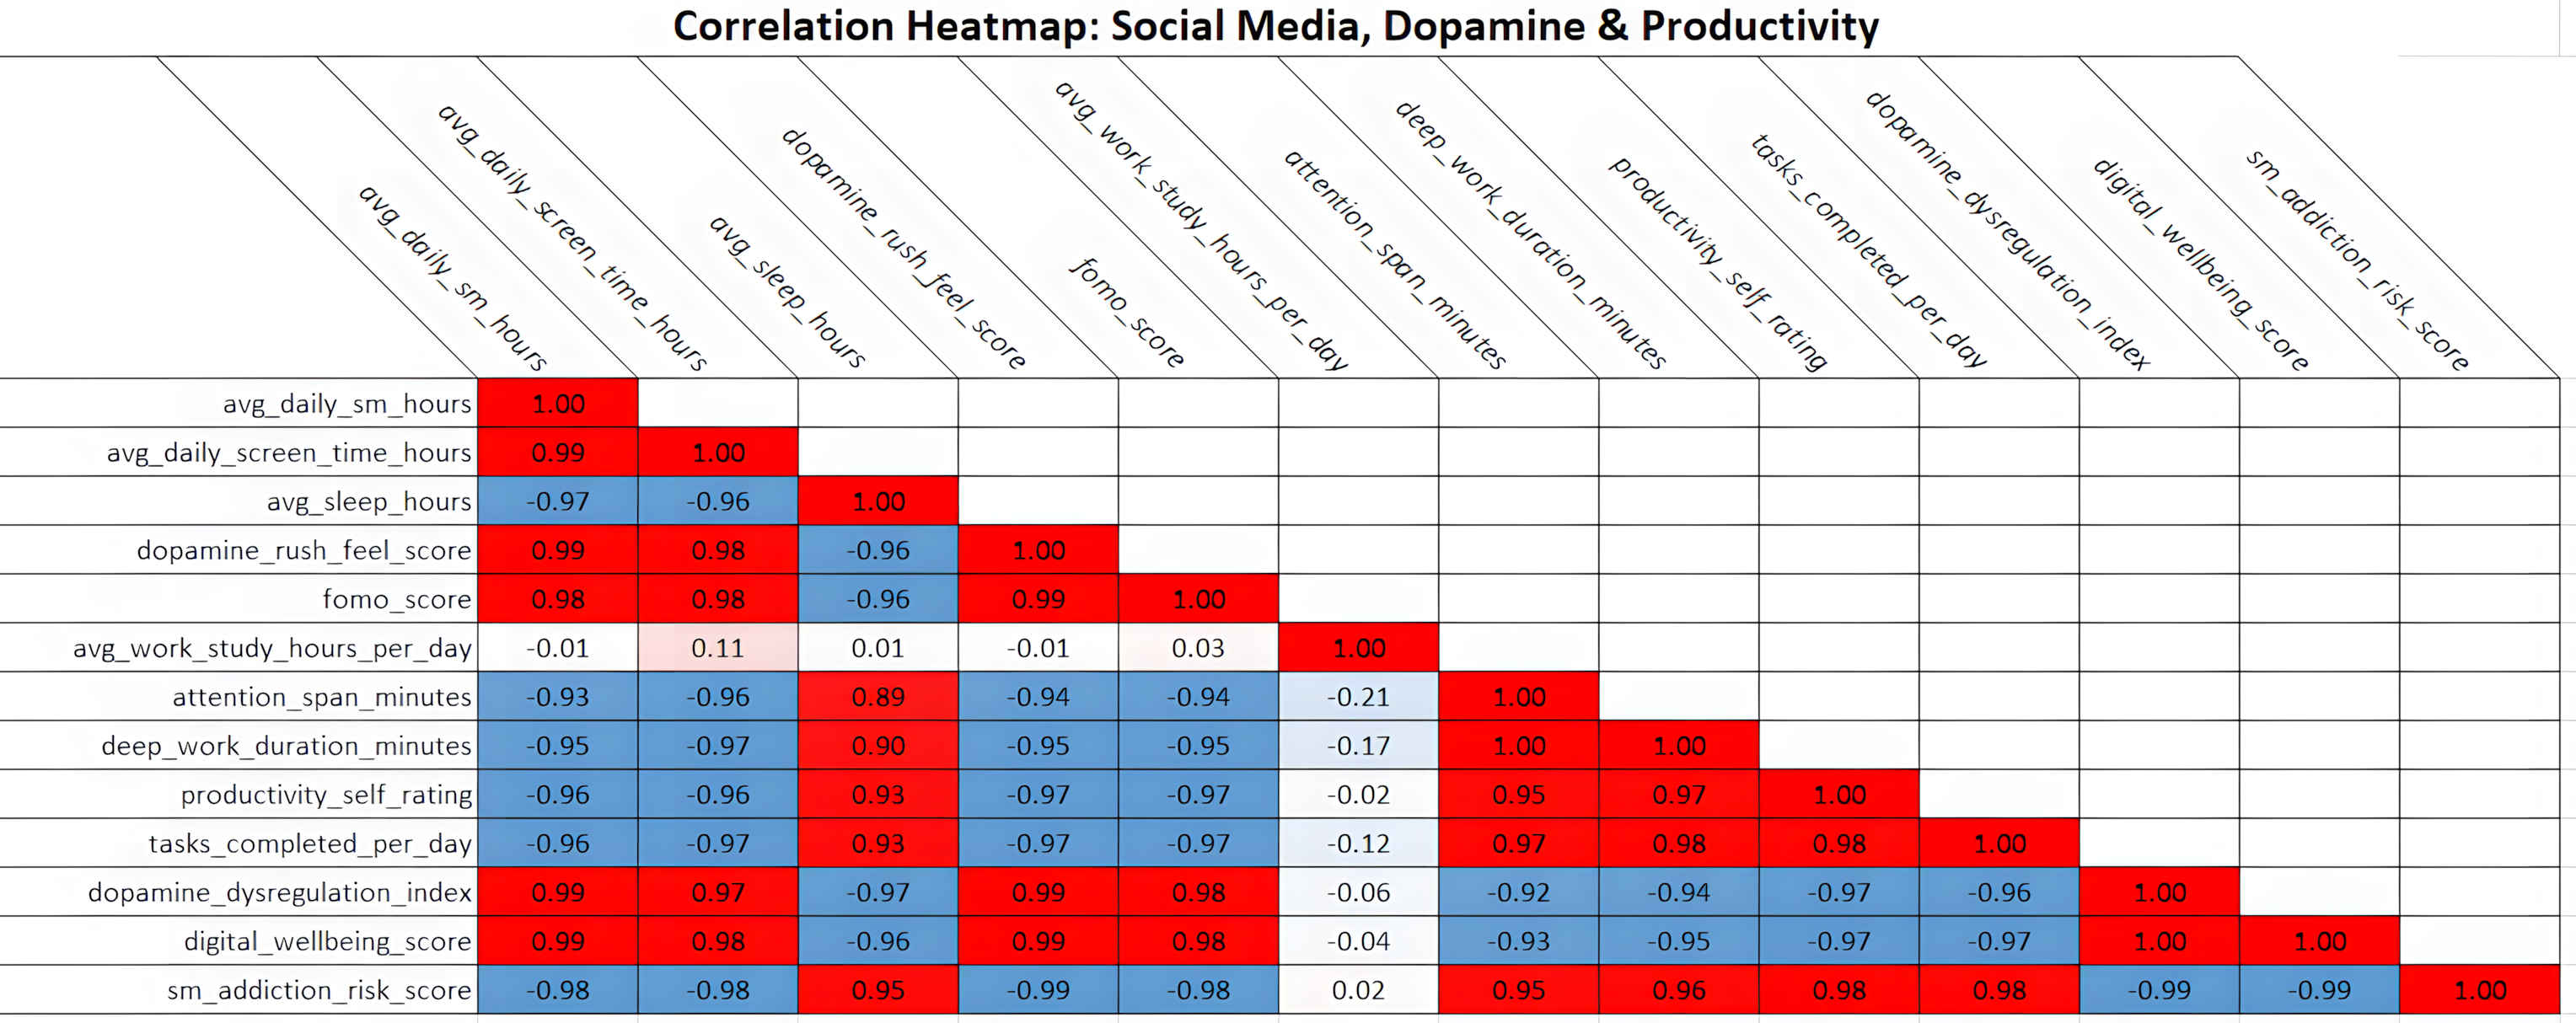 Correlation Heatmap: Social Media, Dopamine & Productivity
avg_daily_sm_hours
avg_daily_screen_time_hours
avg_sleep_hours
dopamine_rush_feel_score
fomo_score
avg_work_study_hours_per_day
attention_span_minutes
deep_work_duration_minutes
productivity_self_rating
tasks_completed_per_day
dopamine_dysregulation_index
digital_wellbeing_score
sm_addiction_risk_score
avg_daily_sm_hours 1.00
avg_daily_screen_time_hours 0.99 1.00
avg_sleep_hours -0.97 -0.96 1.00
dopamine_rush_feel_score 0.99 0.98 -0.96 1.00
fomo_score 0.98 0.98 -0.96 0.99 1.00
avg_work_study_hours_per_day -0.01 0.11 0.01 -0.01 0.03 1.00
attention_span_minutes -0.93 -0.96 0.89 -0.94 -0.94 -0.21 1.00
deep_work_duration_minutes -0.95 -0.97 0.90 -0.95 -0.95 -0.17 1.00 1.00
productivity_self_rating -0.96 -0.96 0.93 -0.97 -0.97 -0.02 0.95 0.97 1.00
tasks_completed_per_day -0.96 -0.97 0.93 -0.97 -0.97 -0.12 0.97 0.98 0.98 1.00
dopamine_dysregulation_index 0.99 0.97 -0.97 0.99 0.98 -0.06 -0.92 -0.94 -0.97 -0.96 1.00
digital_wellbeing_score 0.99 0.98 -0.96 0.99 0.98 -0.04 -0.93 -0.95 -0.97 -0.97 1.00 1.00
sm_addiction_risk_score -0.98 -0.98 0.95 -0.99 -0.98 0.02 0.95 0.96 0.98 0.98 -0.99 -0.99 1.00